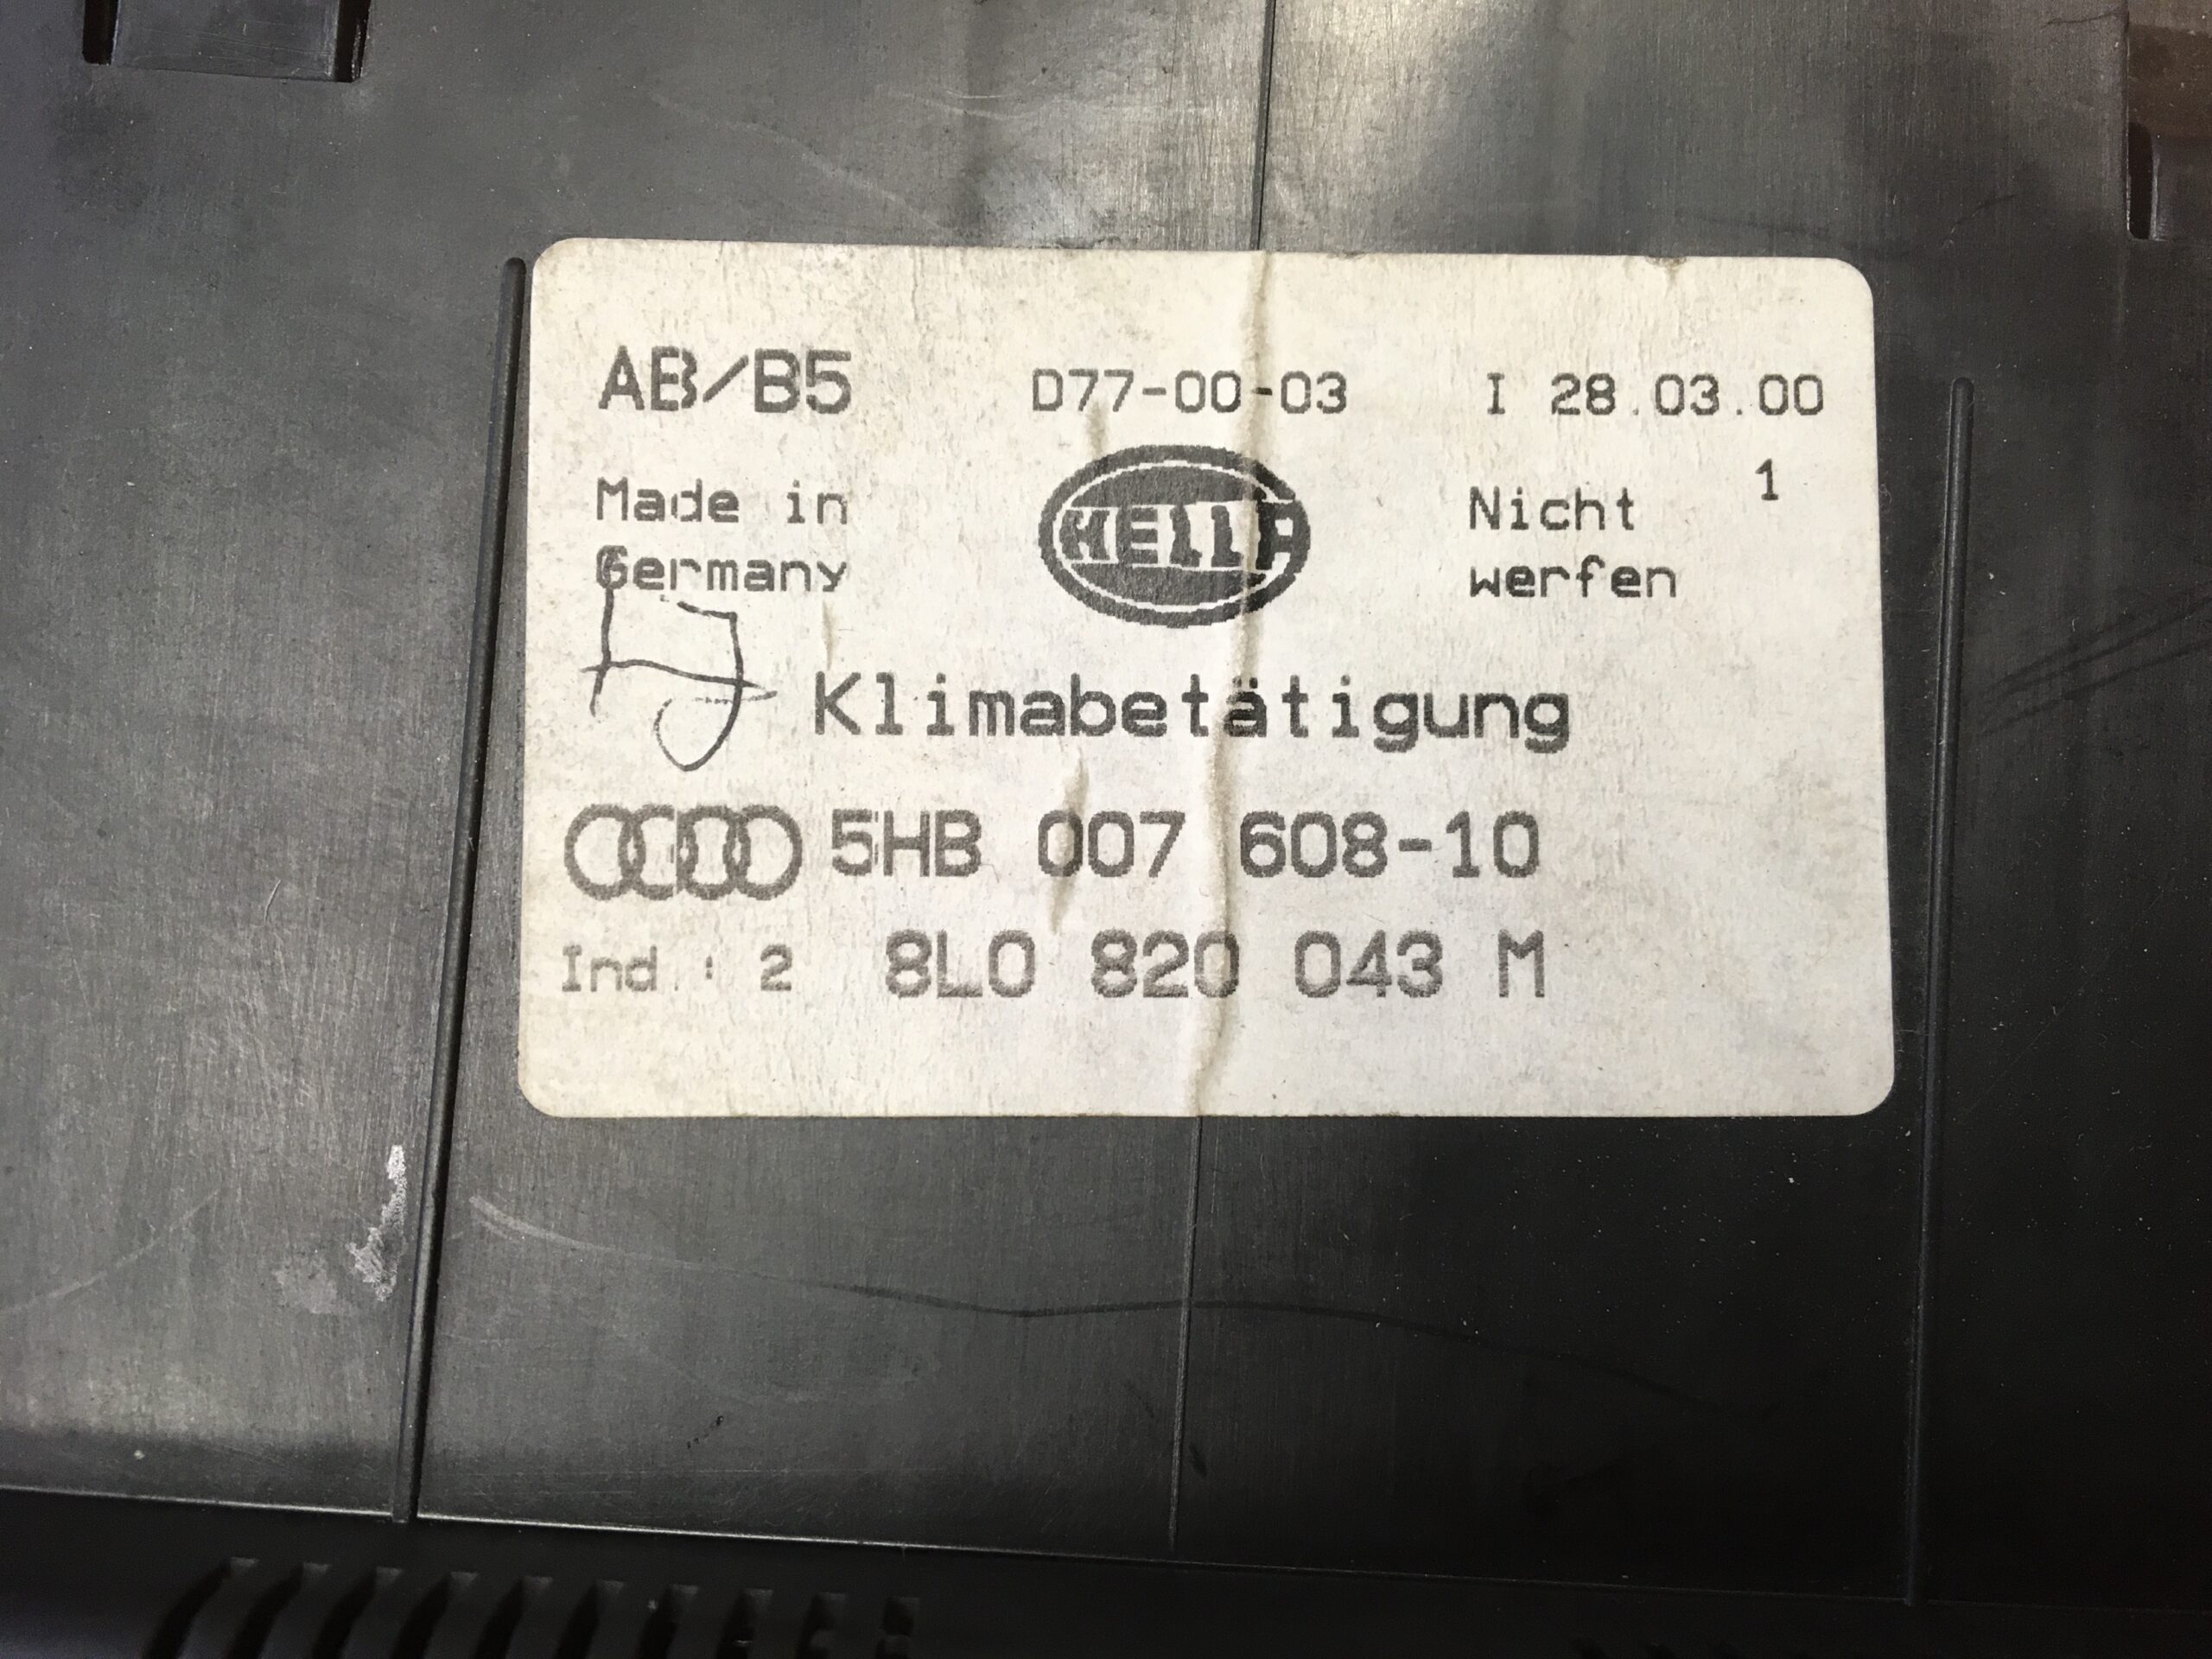 AB/B5 D77-00-03 I 28.03.00
Made in Germany
HELLA
Nicht werfen
1
Klimabetätigung
5HB 007 608-10
Ind.: 2 8L0 820 043 M